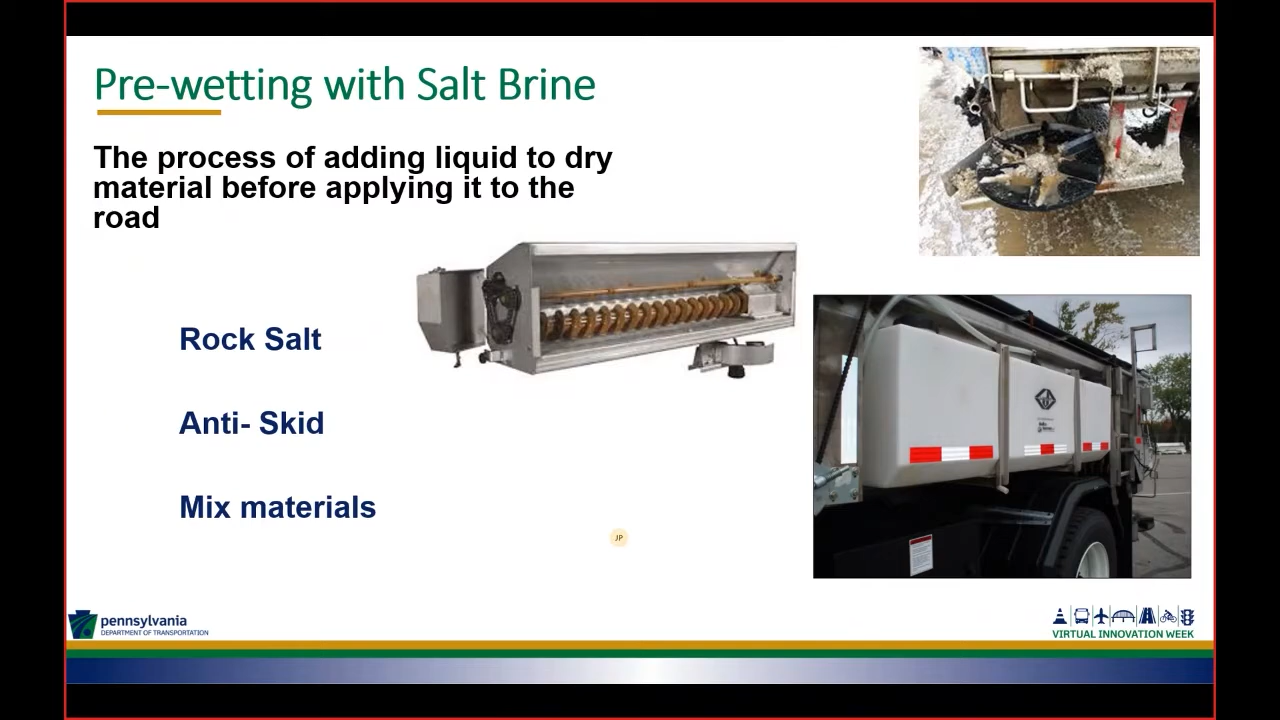 Pre-wetting with Salt Brine
The process of adding liquid to dry
material before applying it to the
road
Rock Salt
Anti- Skid
Mix materials
JP
pennsylvania
DEPARTMENT OF TRANSPORTATION
VIRTUAL INNOVATION WEEK